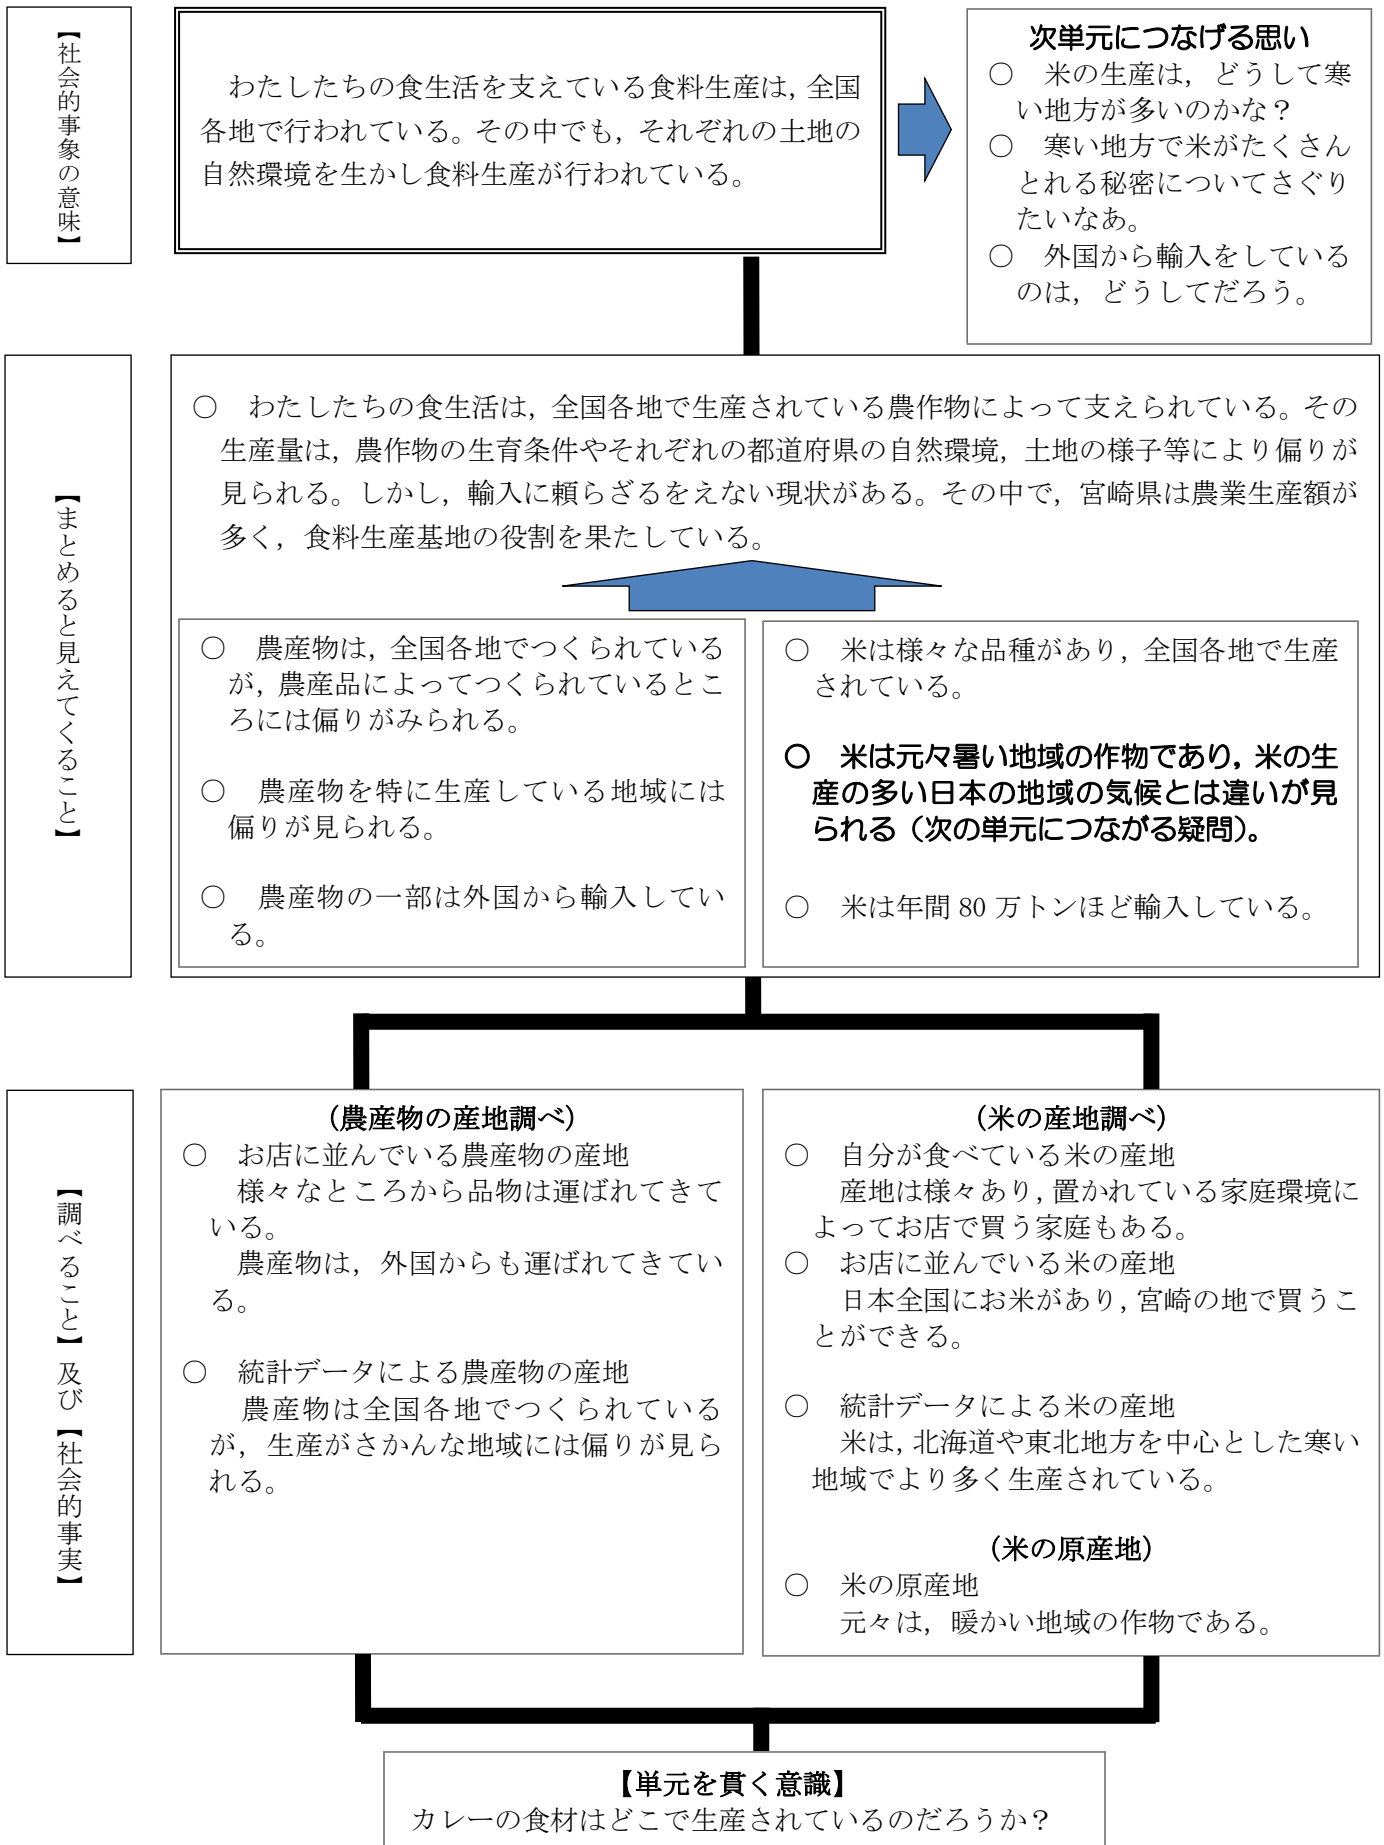 【社会的事象の意味】
わたしたちの食生活を支えている食料生産は，全国
各地で行われている。その中でも，それぞれの土地の
自然環境を生かし食料生産が行われている。
次単元につなげる思い
○　米の生産は，どうして寒
い地方が多いのかな？
○　寒い地方で米がたくさん
とれる秘密についてさぐり
たいなあ。
○　外国から輸入をしている
のは，どうしてだろう。
【まとめると見えてくること】
○　わたしたちの食生活は，全国各地で生産されている農作物によって支えられている。その
生産量は，農作物の生育条件やそれぞれの都道府県の自然環境，土地の様子等により偏りが
見られる。しかし，輸入に頼らざるをえない現状がある。その中で，宮崎県は農業生産額が
多く，食料生産基地の役割を果たしている。
○　農産物は，全国各地でつくられている
が，農産品によってつくられているとこ
ろには偏りがみられる。
○　農産物を特に生産している地域には
偏りが見られる。
○　農産物の一部は外国から輸入してい
る。
○　米は様々な品種があり，全国各地で生産
されている。
○　米は元々暑い地域の作物であり，米の生
産の多い日本の地域の気候とは違いが見
られる（次の単元につながる疑問）。
○　米は年間 80 万トンほど輸入している。
【調べること】及び【社会的事実】
（農産物の産地調べ）
○　お店に並んでいる農産物の産地
様々なところから品物は運ばれてきて
いる。
農産物は，外国からも運ばれてきてい
る。
○　統計データによる農産物の産地
農産物は全国各地でつくられている
が，生産がさかんな地域には偏りが見ら
れる。
（米の産地調べ）
○　自分が食べている米の産地
産地は様々あり，置かれている家庭環境に
よってお店で買う家庭もある。
○　お店に並んでいる米の産地
日本全国にお米があり，宮崎の地で買うこ
とができる。
○　統計データによる米の産地
米は，北海道や東北地方を中心とした寒い
地域でより多く生産されている。
（米の原産地）
○　米の原産地
元々は，暖かい地域の作物である。
【単元を貫く意識】
カレーの食材はどこで生産されているのだろうか？